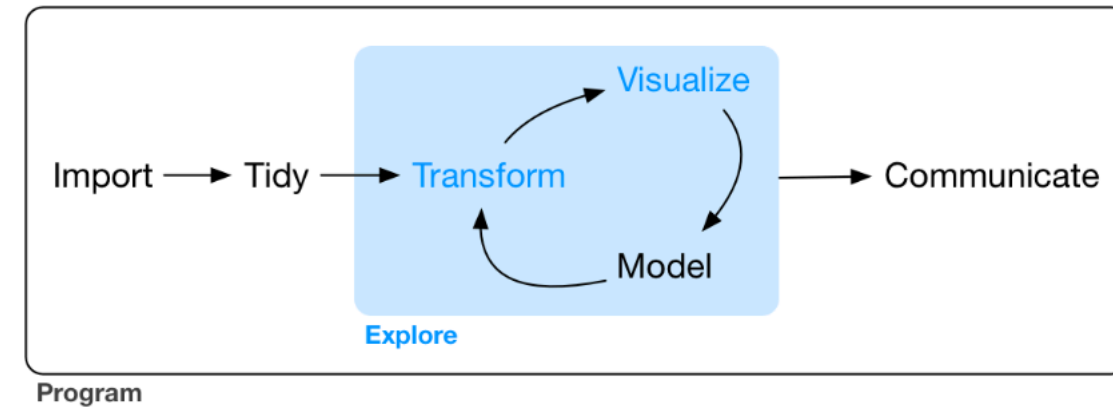 Visualize
Import Tidy Transform Communicate
Model
Explore
Program